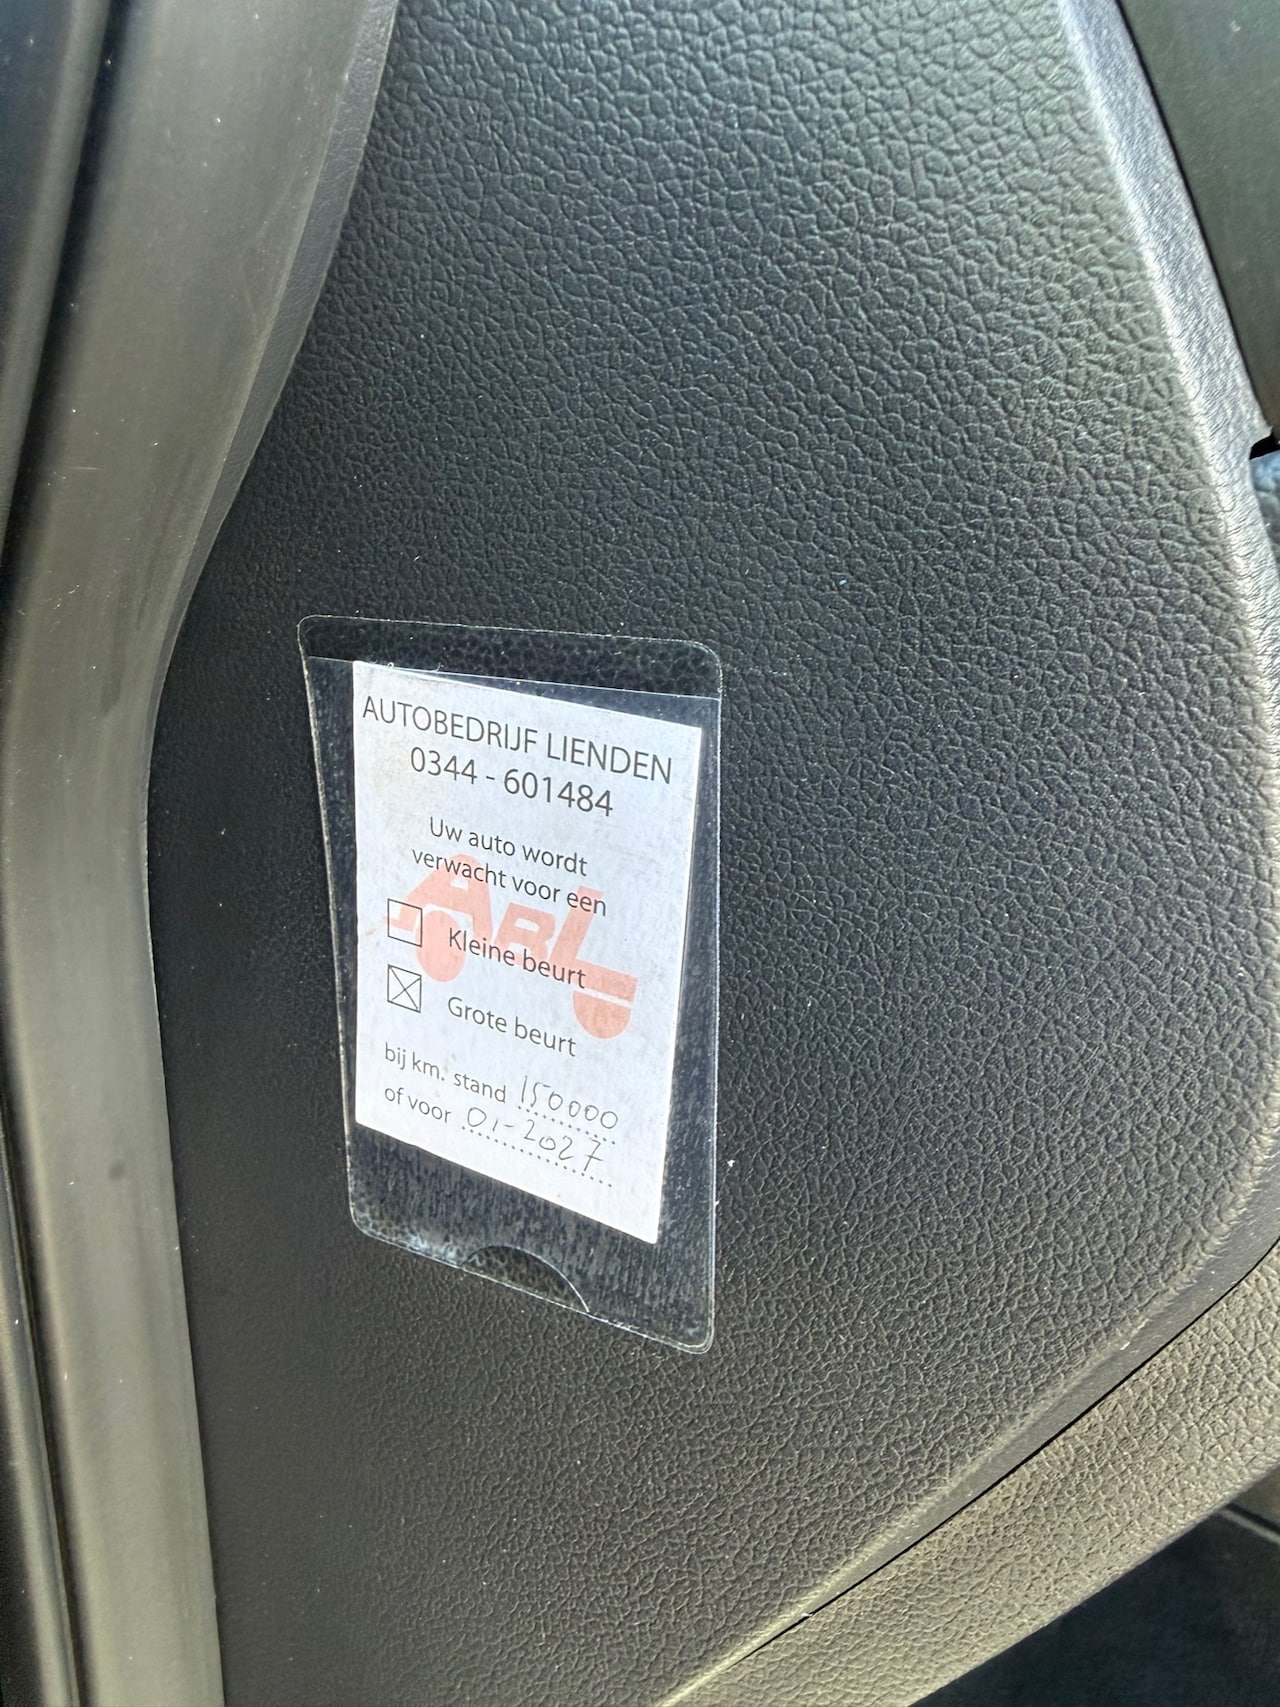 AUTOBEDRIJF LIENDEN
0344 - 601484
Uw auto wordt
verwacht voor een
ABL
Kleine beurt
Grote beurt
bij km. stand 150000
of voor 01-2027